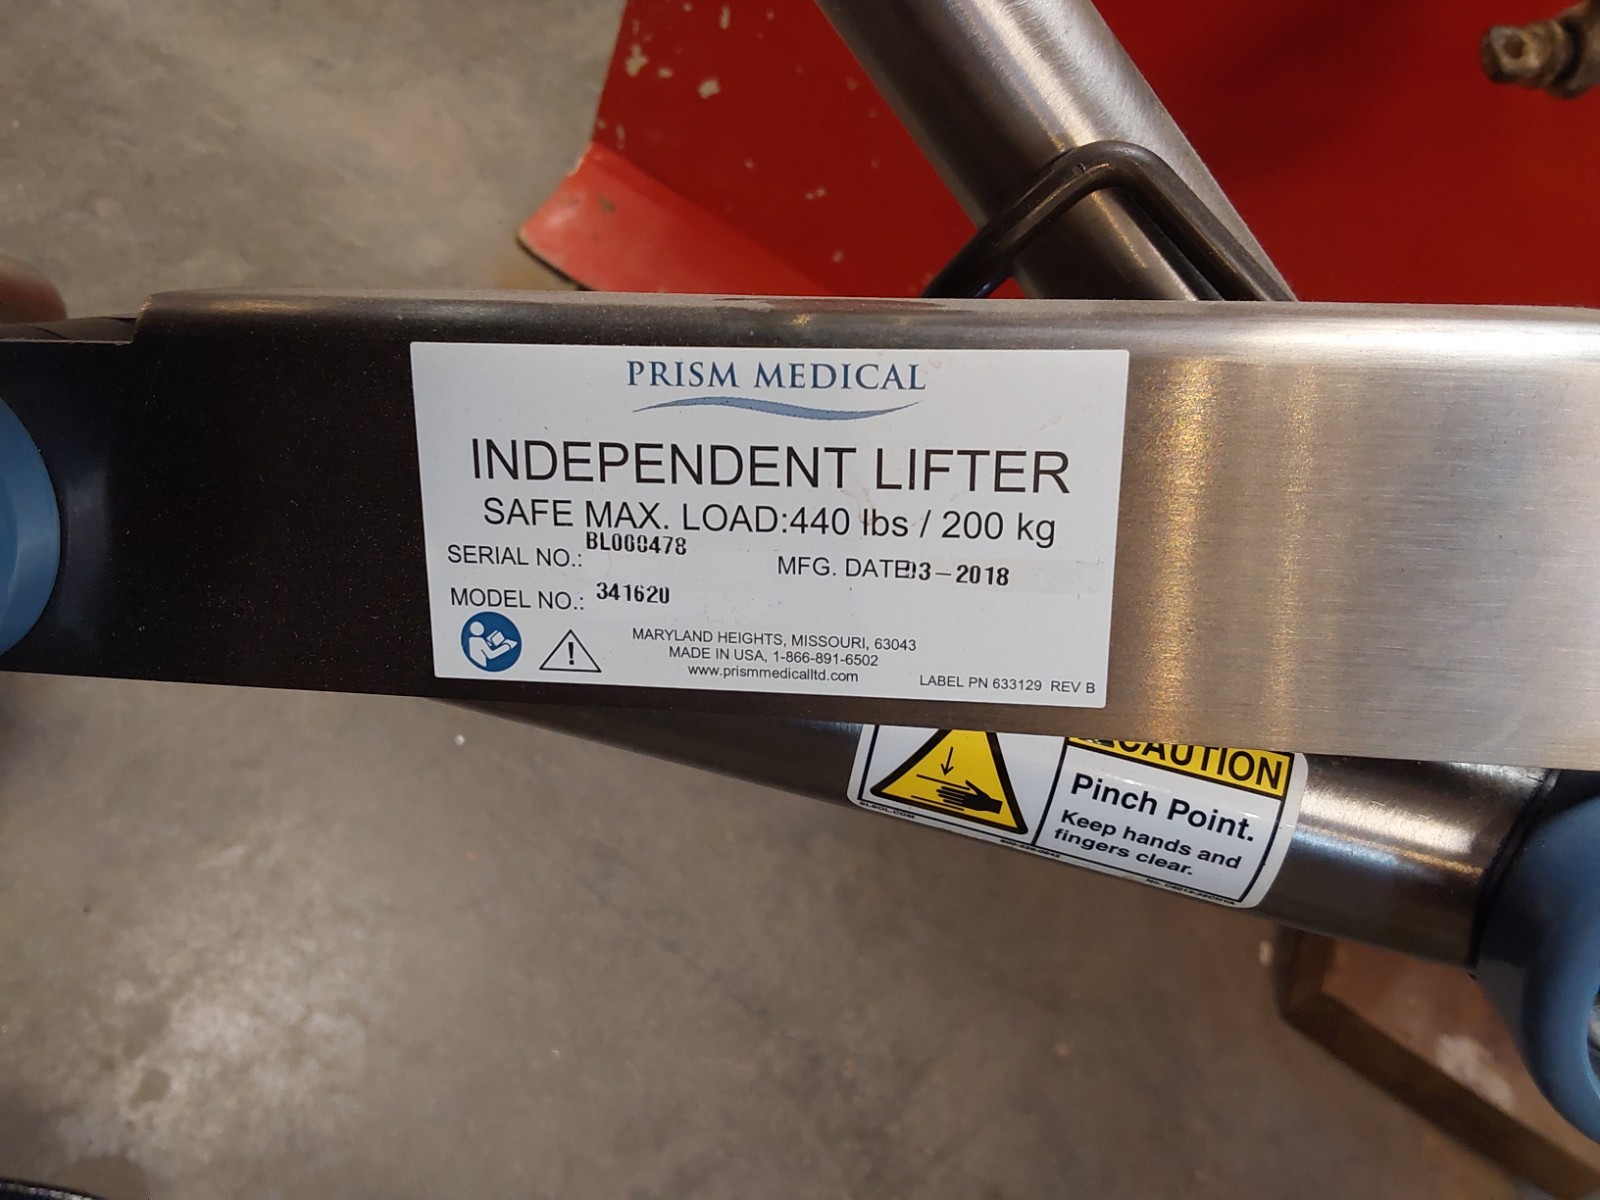 PRISM MEDICAL
INDEPENDENT LIFTER
SAFE MAX. LOAD:440 lbs / 200 kg
SERIAL NO.: BL000478
MFG. DATE: 03-2018
MODEL NO.: 341620
MARYLAND HEIGHTS, MISSOURI, 63043
MADE IN USA, 1-866-891-6502
www.prismmedicalltd.com
LABEL PN 633129 REV B
CAUTION
Pinch Point.
Keep hands and
fingers clear.